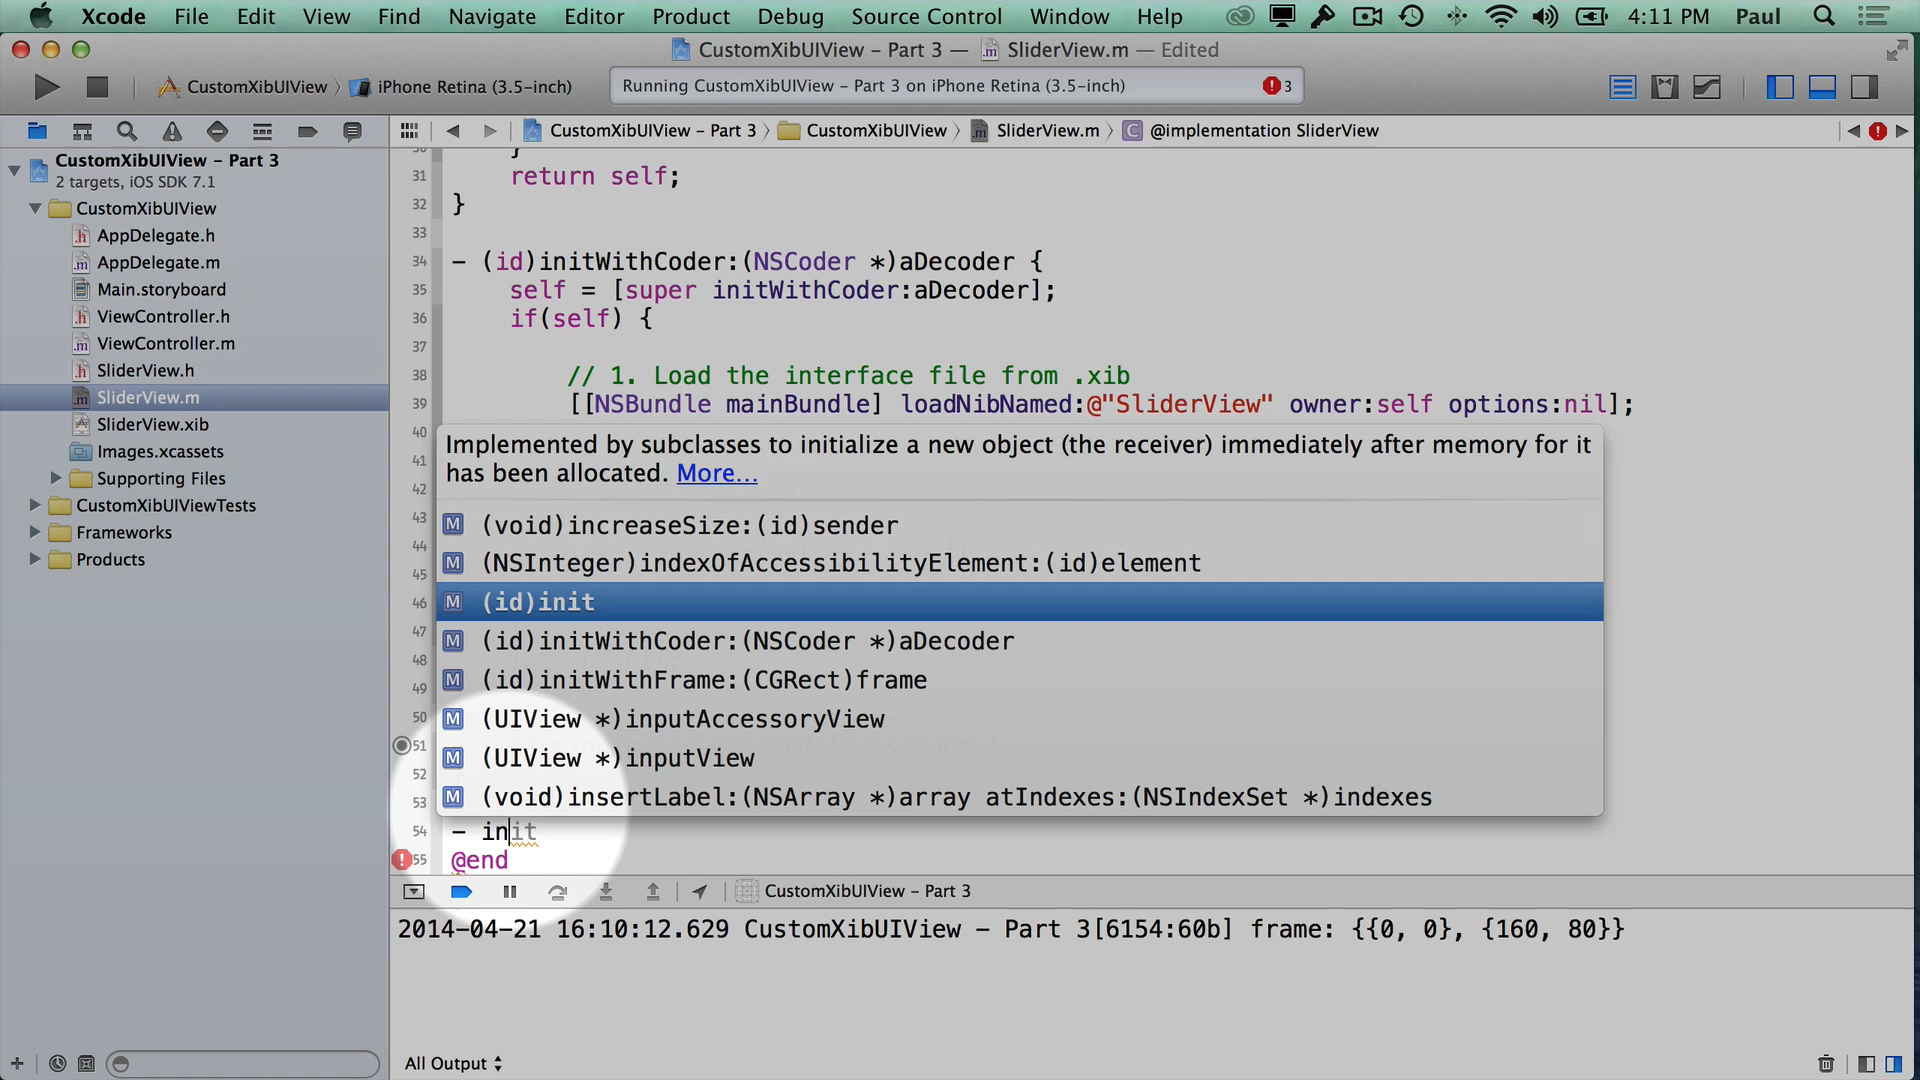 Xcode File Edit View Find Navigate Editor Product Debug Source Control Window Help 4:11 PM Paul
CustomXibUIView – Part 3 — SliderView.m — Edited
CustomXibUIView iPhone Retina (3.5-inch) Running CustomXibUIView – Part 3 on iPhone Retina (3.5-inch) 3
CustomXibUIView – Part 3 CustomXibUIView SliderView.m @implementation SliderView
CustomXibUIView – Part 3
2 targets, iOS SDK 7.1
CustomXibUIView
AppDelegate.h
AppDelegate.m
Main.storyboard
ViewController.h
ViewController.m
SliderView.h
SliderView.m
SliderView.xib
Images.xcassets
Supporting Files
CustomXibUIViewTests
Frameworks
Products
31 return self;
32 }
33
34 - (id)initWithCoder:(NSCoder *)aDecoder {
35 self = [super initWithCoder:aDecoder];
36 if(self) {
37
38 // 1. Load the interface file from .xib
39 [[NSBundle mainBundle] loadNibNamed:@"SliderView" owner:self options:nil];
40
41
42
43
44
45
46
47
48
49
50
51
52
53
Implemented by subclasses to initialize a new object (the receiver) immediately after memory for it
has been allocated. More...
M (void)increaseSize:(id)sender
M (NSInteger)indexOfAccessibilityElement:(id)element
M (id)init
M (id)initWithCoder:(NSCoder *)aDecoder
M (id)initWithFrame:(CGRect)frame
M (UIView *)inputAccessoryView
M (UIView *)inputView
M (void)insertLabel:(NSArray *)array atIndexes:(NSIndexSet *)indexes
54 - init
55 @end
CustomXibUIView – Part 3
2014-04-21 16:10:12.629 CustomXibUIView - Part 3[6154:60b] frame: {{0, 0}, {160, 80}}
All Output